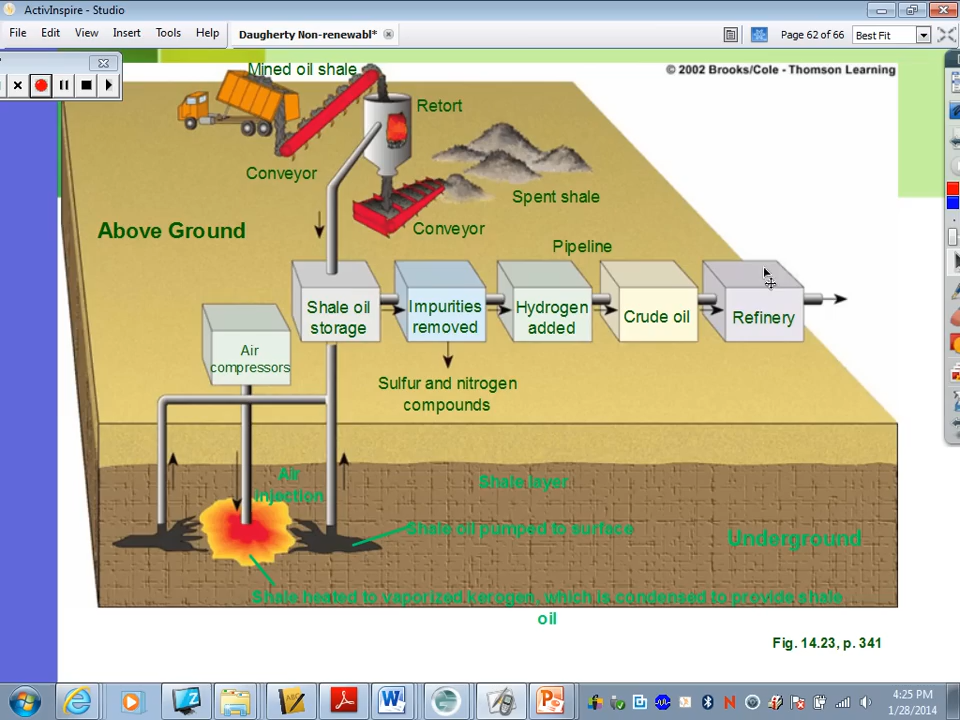 ActivInspire - Studio
File Edit View Insert Tools Help
Daugherty Non-renewabl*
Page 62 of 66
Best Fit
Mined oil shale
© 2002 Brooks/Cole - Thomson Learning
Retort
Conveyor
Spent shale
Above Ground
Conveyor
Pipeline
Shale oil
storage
Impurities
removed
Hydrogen
added
Crude oil
Refinery
Air
compressors
Sulfur and nitrogen
compounds
Air
injection
Shale layer
Shale oil pumped to surface
Underground
Shale heated to vaporized kerogen, which is condensed to provide shale
oil
Fig. 14.23, p. 341
4:25 PM
1/28/2014